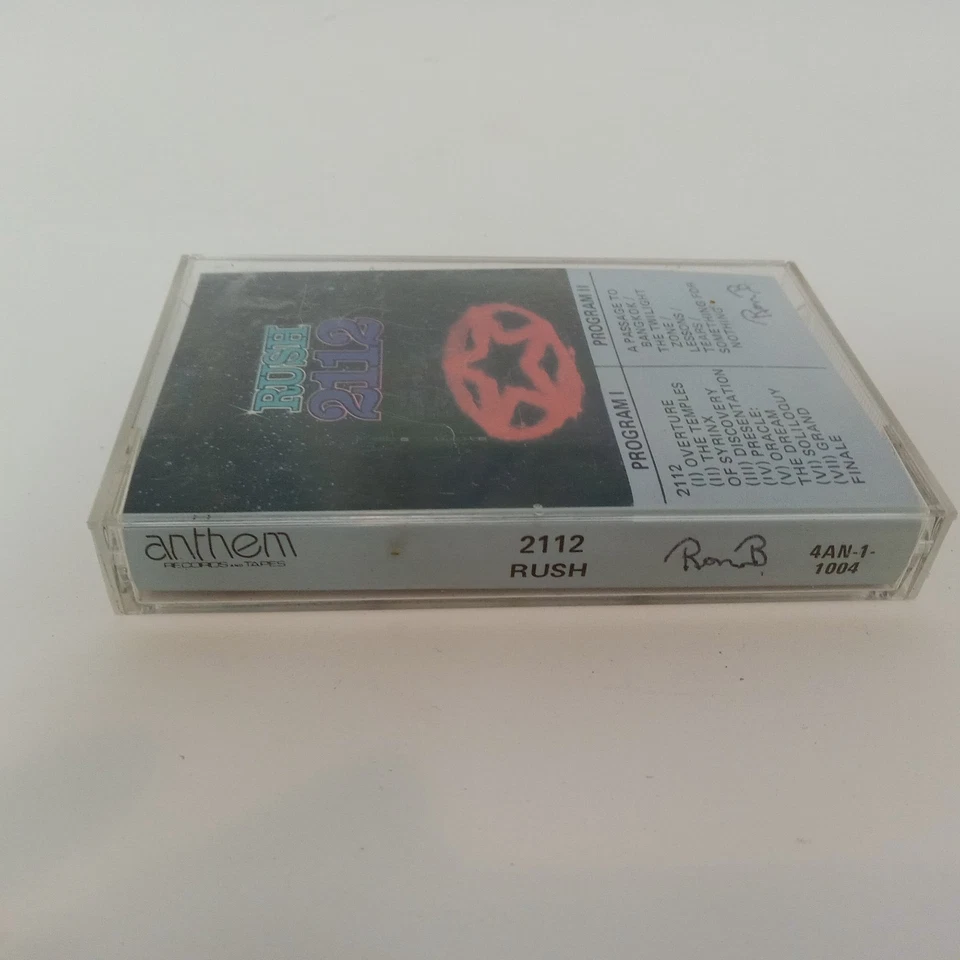 RUSH
2112
PROGRAM I
2112
(I) OVERTURE
(II) THE TEMPLES
OF SYRINX
(III) DISCOVERY
(IV) PRESENTATION
(V) ORACLE:
THE DREAM
(VI) SOLILOQUY
(VII) GRAND
FINALE
PROGRAM II
A PASSAGE TO
BANGKOK/
THE TWILIGHT
ZONE/
LESSONS/
TEARS/
SOMETHING FOR
NOTHING
Ron B
anthem
RECORDS AND TAPES
2112
RUSH
Ron B.
4AN-1-
1004